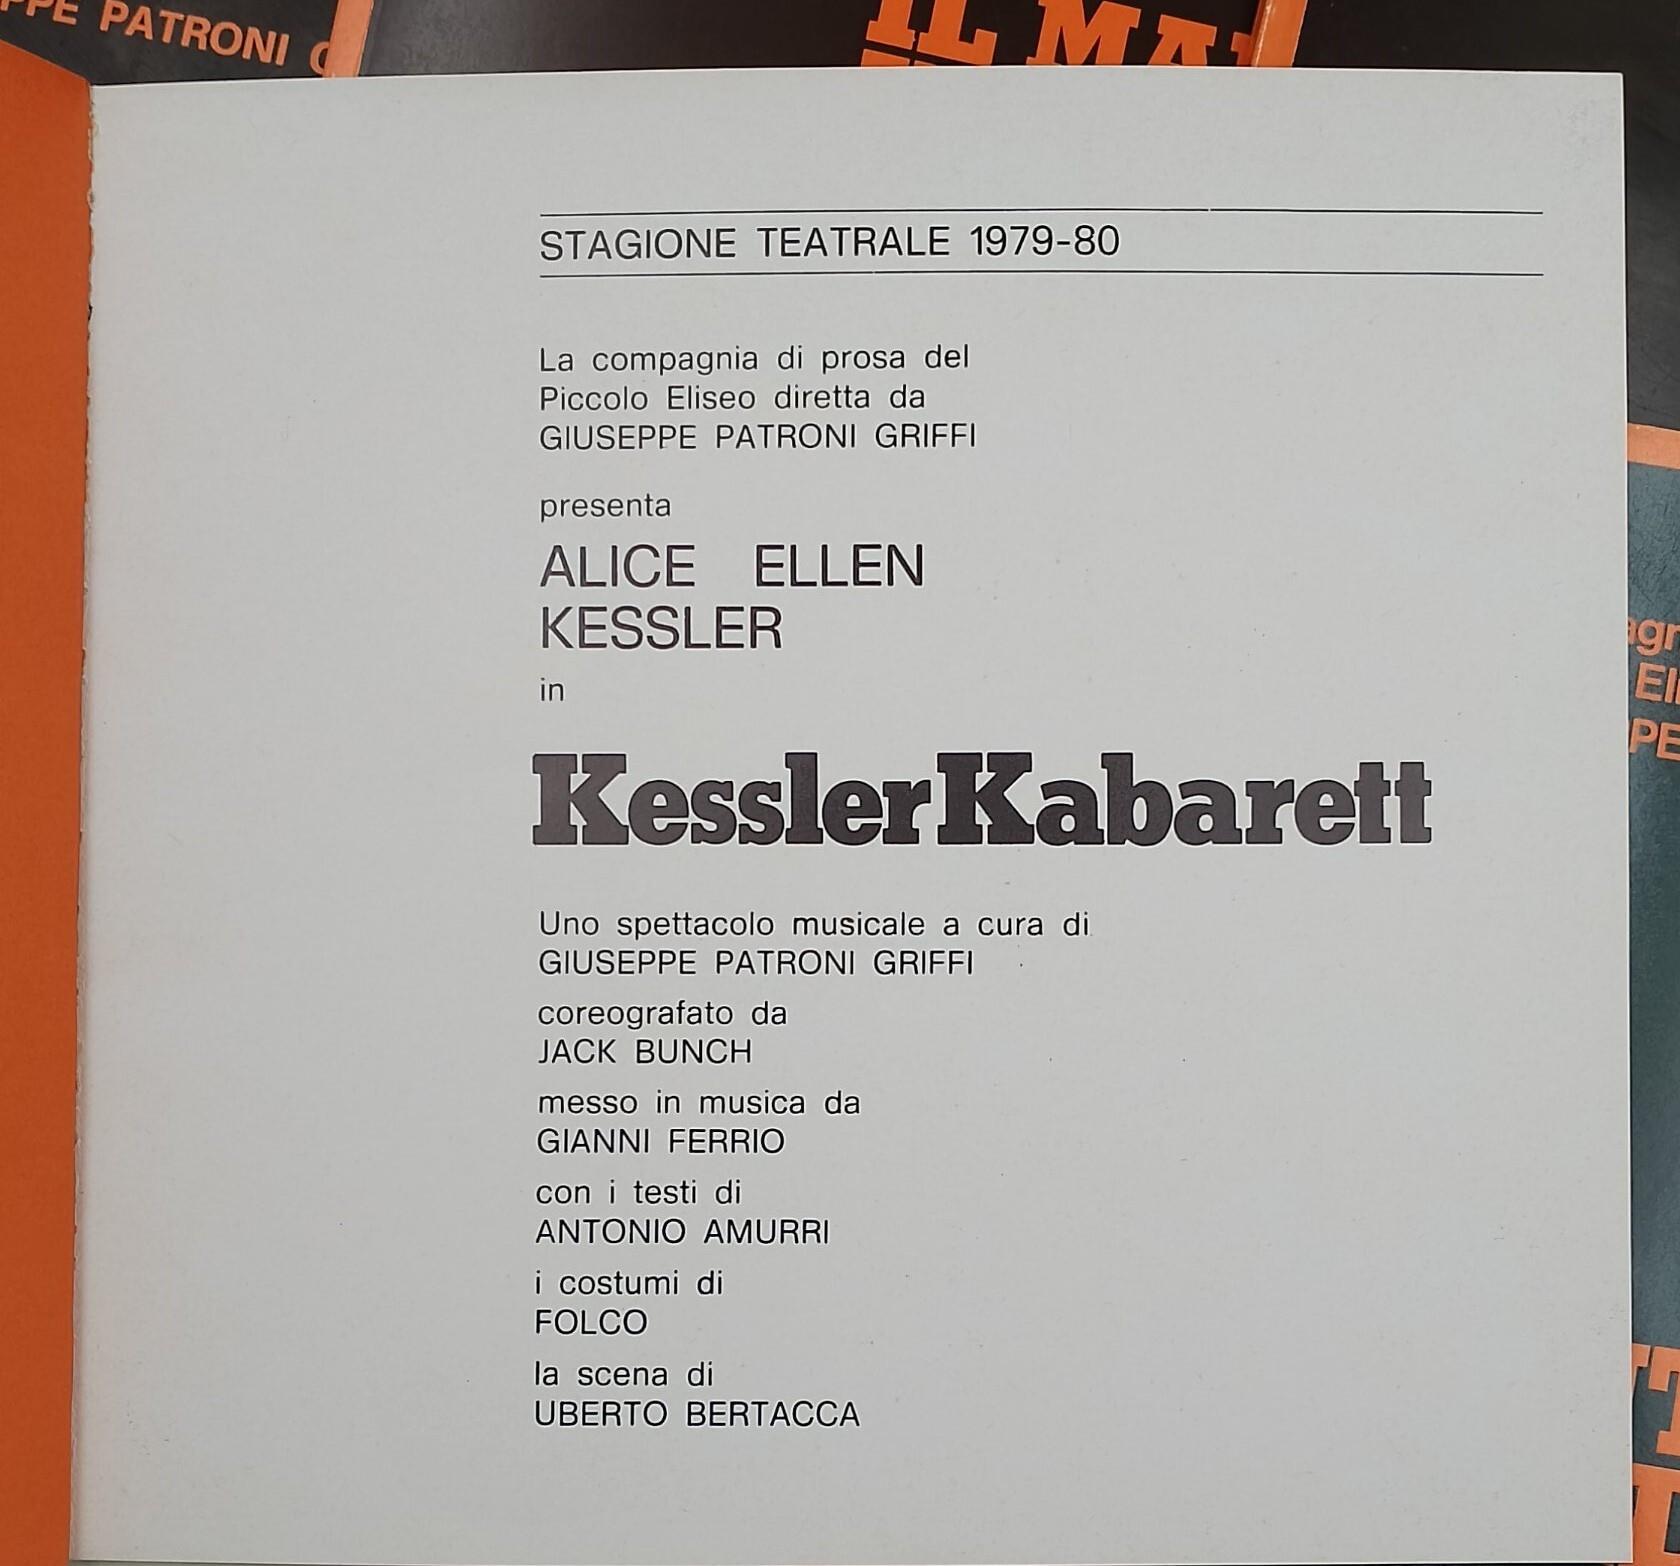 PATRONI
IL
STAGIONE TEATRALE 1979-80
La compagnia di prosa del
Piccolo Eliseo diretta da
GIUSEPPE PATRONI GRIFFI
presenta
ALICE ELLEN
KESSLER
in
KesslerKabarett
Uno spettacolo musicale a cura di
GIUSEPPE PATRONI GRIFFI
coreografato da
JACK BUNCH
messo in musica da
GIANNI FERRIO
con i testi di
ANTONIO AMURRI
i costumi di
FOLCO
la scena di
UBERTO BERTACCA